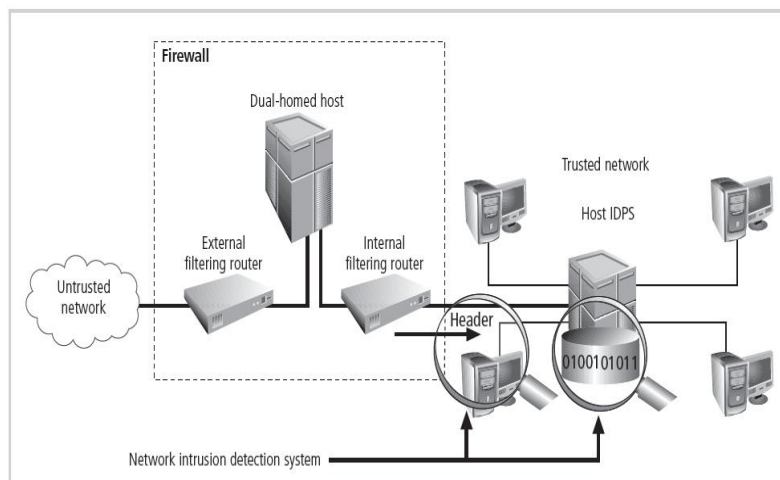 Firewall
Dual-homed host
Trusted network
Host IDPS
External
filtering router
Internal
filtering router
Untrusted
network
Header
0100101011
Network intrusion detection system